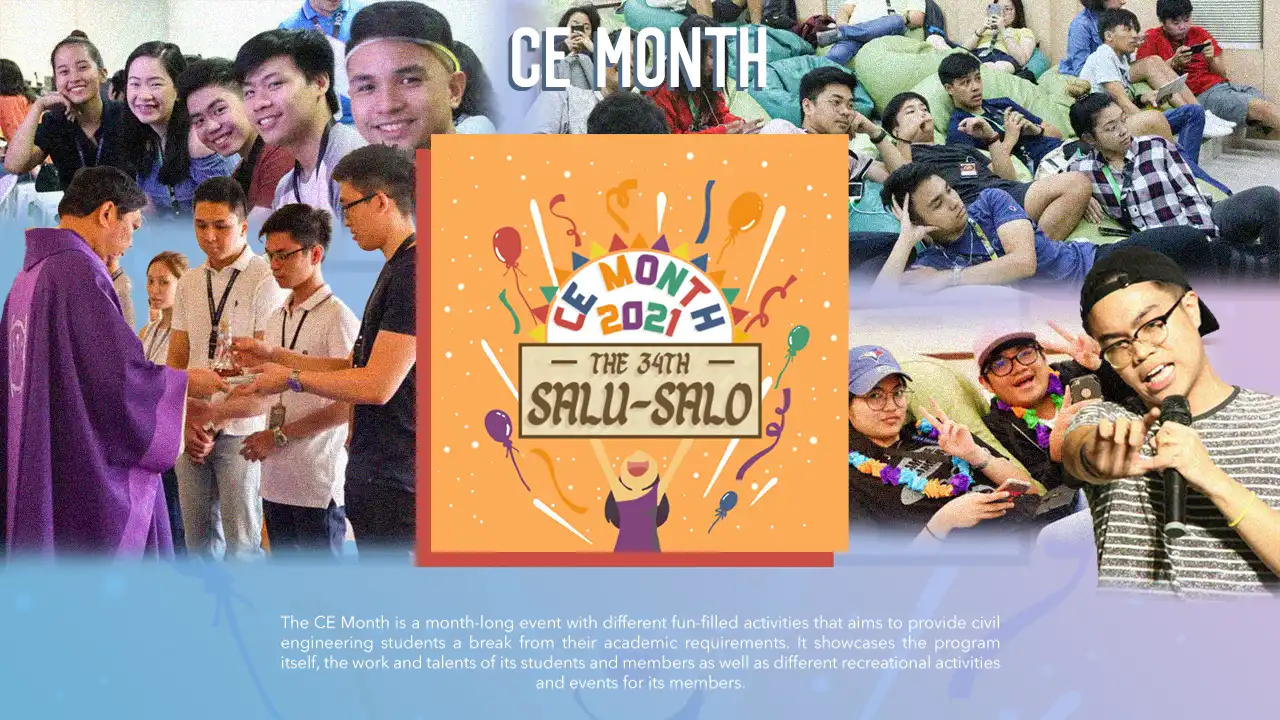 CE MONTH
CE MONTH
2021
— THE 34TH —
SALU-SALO
The CE Month is a month-long event with different fun-filled activities that aims to provide civil
engineering students a break from their academic requirements. It showcases the program
itself, the work and talents of its students and members as well as different recreational activities
and events for its members.